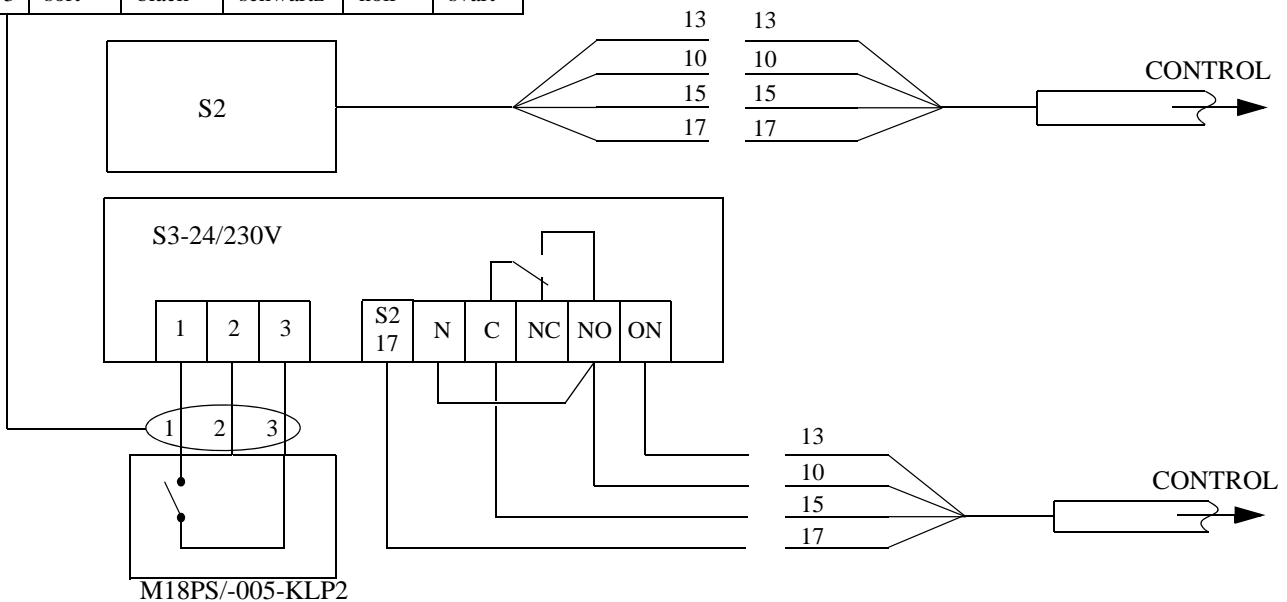 13 13
10 10
CONTROL
S2
15 15
17 17
S3-24/230V
1 2 3
S2 17 N C NC NO ON
1 2 3
13
10
CONTROL
15
17
M18PS/-005-KLP2